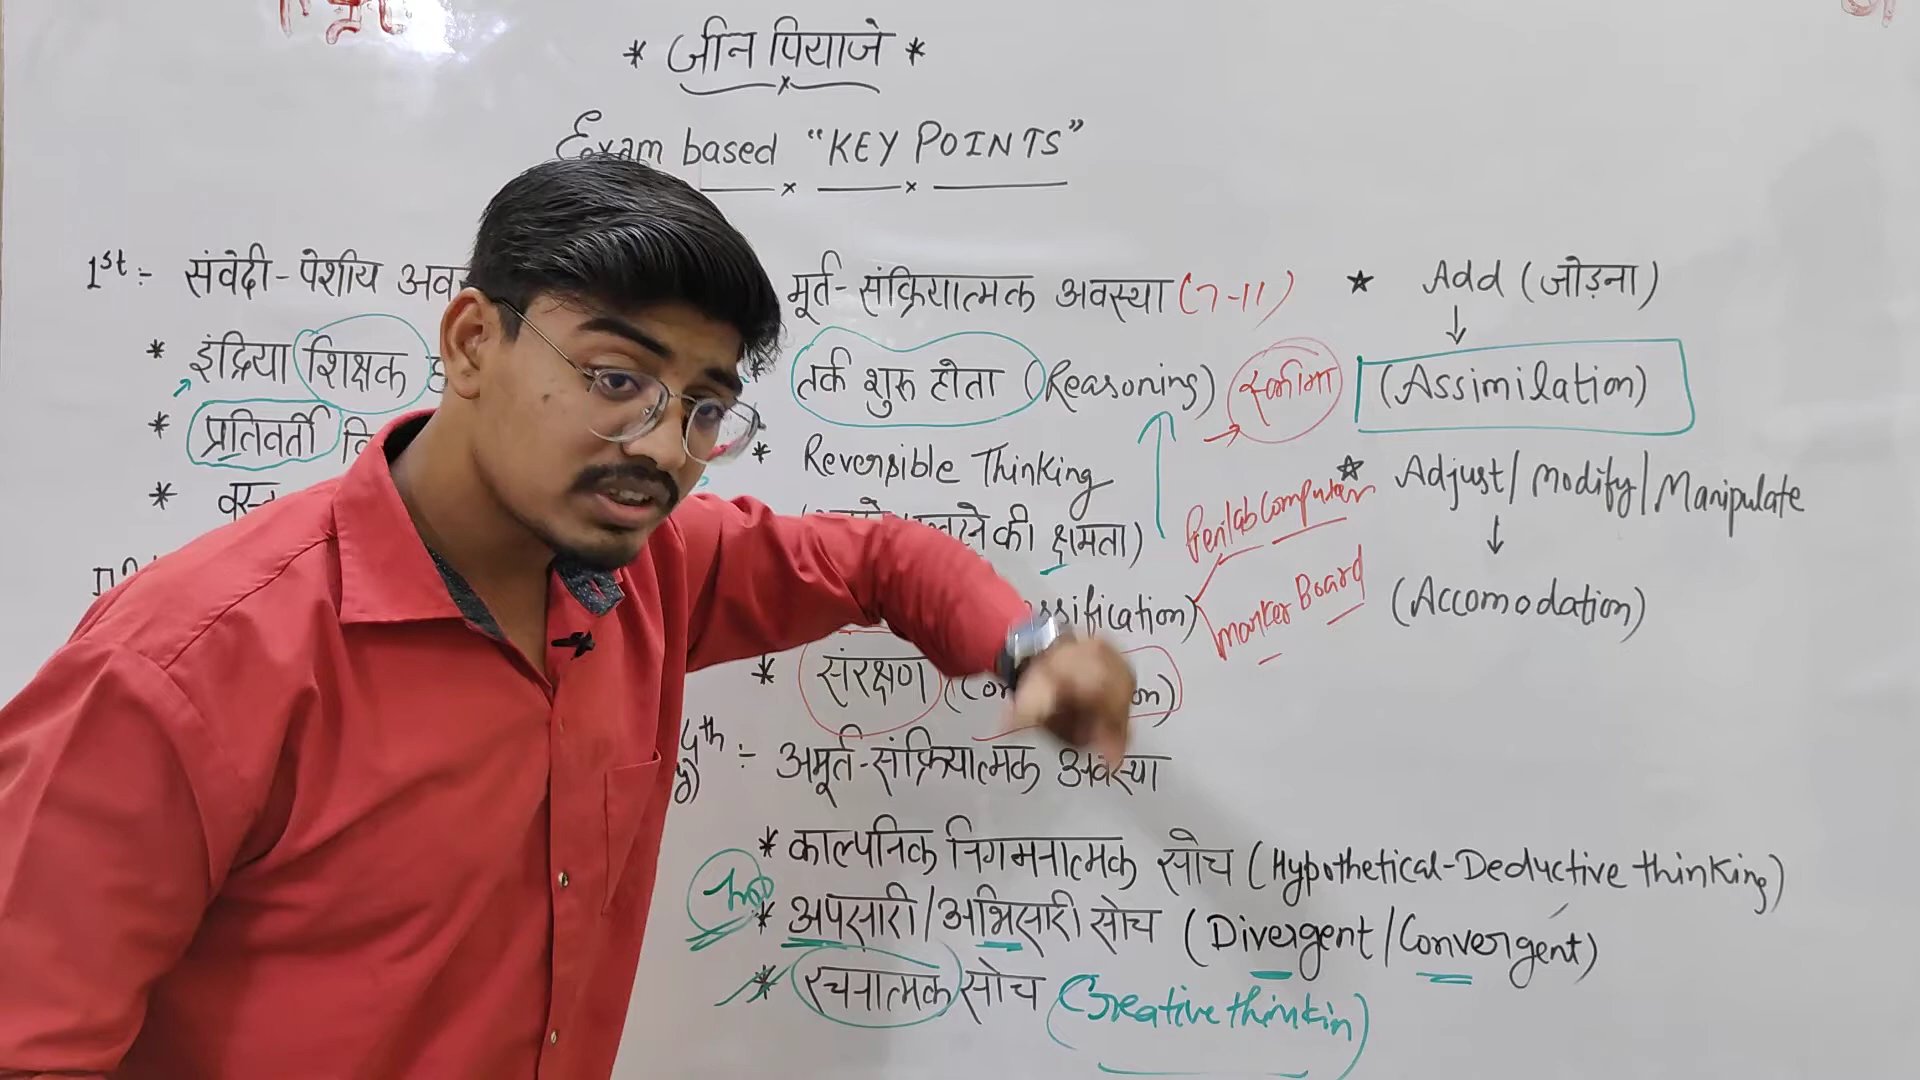 * जीन पियाजे *
Exam based "KEY POINTS"
1st :- संवेदी-पेशीय
* इंद्रिया शिक्षक
* प्रतिवर्ती
*
मूर्त-संक्रियात्मक अवस्था (7-11)
* तर्क शुरू होता (Reasoning)
* Reversible Thinking
की क्षमता)
* संरक्षण
4th :- अमूर्त-संक्रियात्मक अवस्था
* काल्पनिक निगमनात्मक सोच (Hypothetical-Deductive thinking)
* अपसारी/अभिसारी सोच (Divergent/Convergent)
* रचनात्मक सोच (Creative thinkin)
स्कीमा
Computer
Marker Board
★ Add (जोड़ना)
↓
(Assimilation)
★ Adjust/Modify/Manipulate
↓
(Accomodation)